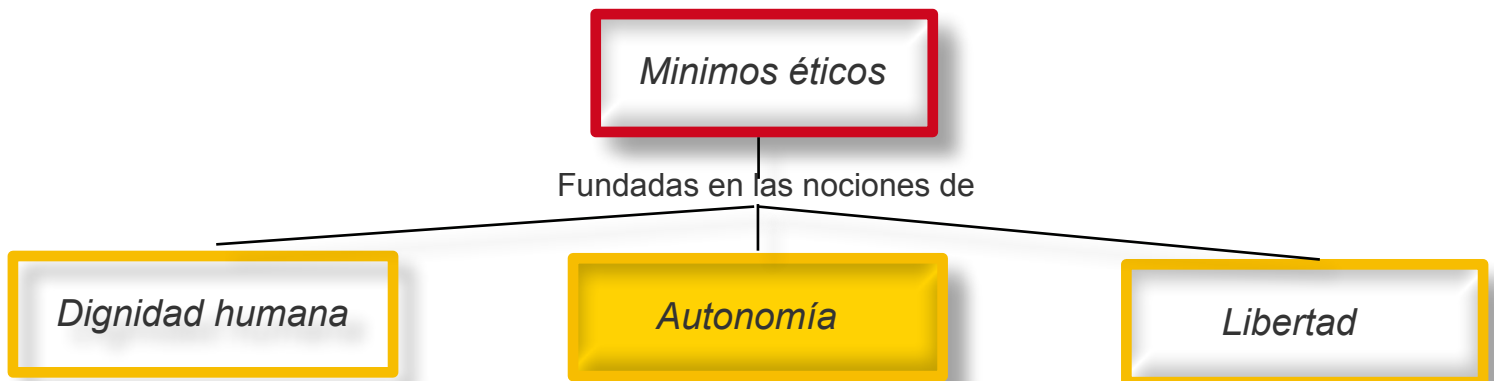 Minimos éticos
Fundadas en las nociones de
Dignidad humana
Autonomía
Libertad